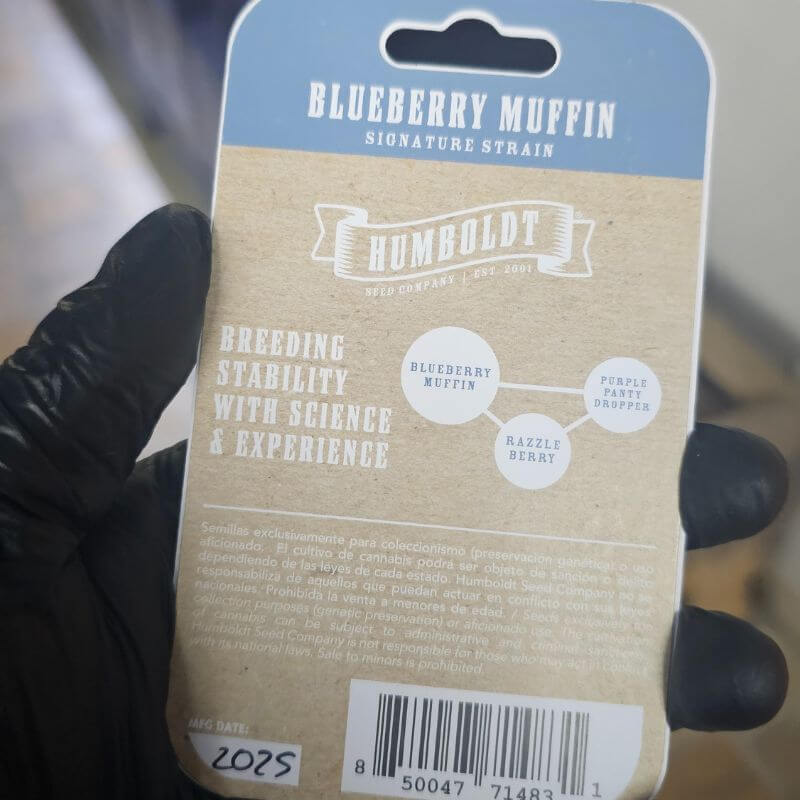 BLUEBERRY MUFFIN
SIGNATURE STRAIN
HUMBOLDT
SEED COMPANY | EST. 2001
BREEDING
STABILITY
WITH SCIENCE
& EXPERIENCE
BLUEBERRY
MUFFIN
PURPLE
PANTY
DROPPER
RAZZLE
BERRY
Semillas exclusivamente para coleccionismo (preservacion genética) o uso
aficionado. El cultivo de cannabis podrá ser objeto de sanción o delito
dependiendo de las leyes de cada estado. Humboldt Seed Company no se
responsabiliza de aquellos que puedan actuar en conflicto con sus leyes
nacionales. Prohibida la venta a menores de edad. / Seeds exclusively for
collection purposes (genetic preservation) or aficionado use. The
of cannabis can be subject to administrative and criminal sanctions
Humboldt Seed Company is not responsible for those who may act in
with its national laws. Sale to minors is prohibited.
MFG DATE:
2025
8 50047 71483 1